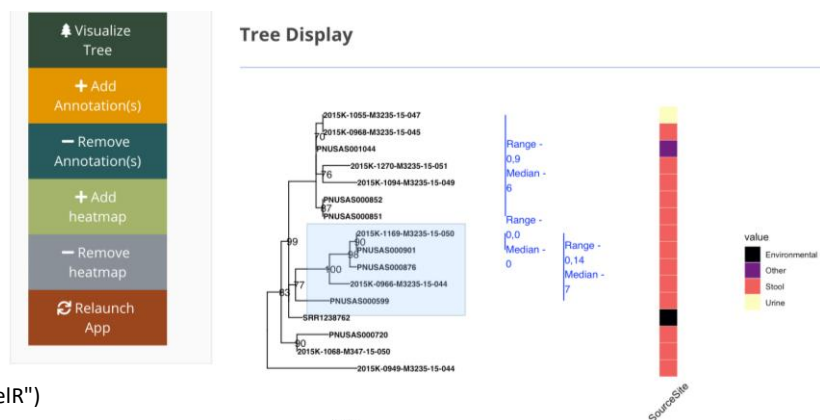 Visualize
Tree
+ Add
Annotation(s)
− Remove
Annotation(s)
+ Add
heatmap
− Remove
heatmap
Relaunch
App
elR")
Tree Display
2015K-1055-M3235-15-047
70
2015K-0968-M3235-15-045
PNUSAS001044
2015K-1270-M3235-15-051
76
2015K-1094-M3235-15-049
PNUSAS000852
87
PNUSAS000851
99
2015K-1169-M3235-15-050
90
PNUSAS000901
98
PNUSAS000876
100
2015K-0966-M3235-15-044
77
PNUSAS000599
83
SRR1238762
PNUSAS000720
90
2015K-1068-M347-15-050
2015K-0949-M3235-15-044
Range -
0,9
Median -
6
Range -
0,0
Median -
0
Range -
0,14
Median -
7
SourceSite
value
Environmental
Other
Stool
Urine